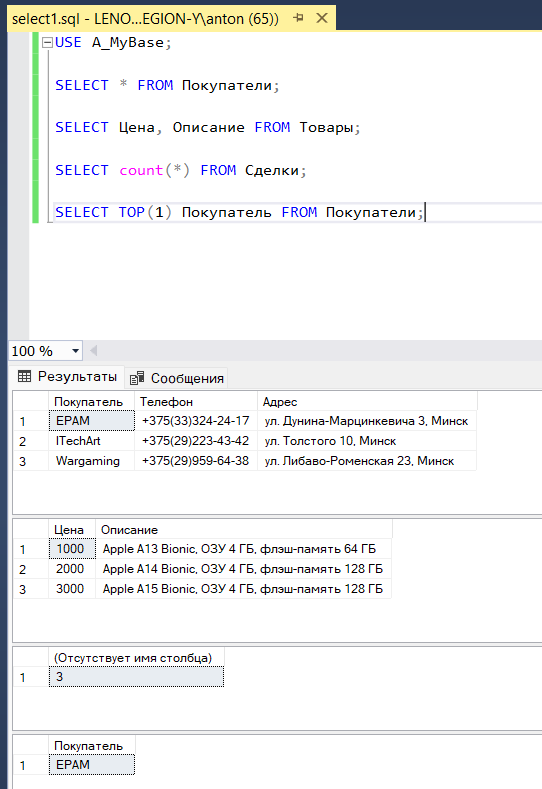 select1.sql - LENO...EGION-Y\anton (65))
USE A_MyBase;
SELECT * FROM Покупатели;
SELECT Цена, Описание FROM Товары;
SELECT count(*) FROM Сделки;
SELECT TOP(1) Покупатель FROM Покупатели;
100 %
Результаты Сообщения
Покупатель Телефон Адрес
1 EPAM +375(33)324-24-17 ул. Дунина-Марцинкевича 3, Минск
2 ITechArt +375(29)223-43-42 ул. Толстого 10, Минск
3 Wargaming +375(29)959-64-38 ул. Либаво-Роменская 23, Минск
Цена Описание
1 1000 Apple A13 Bionic, ОЗУ 4 ГБ, флэш-память 64 ГБ
2 2000 Apple A14 Bionic, ОЗУ 4 ГБ, флэш-память 128 ГБ
3 3000 Apple A15 Bionic, ОЗУ 4 ГБ, флэш-память 128 ГБ
(Отсутствует имя столбца)
1 3
Покупатель
1 EPAM